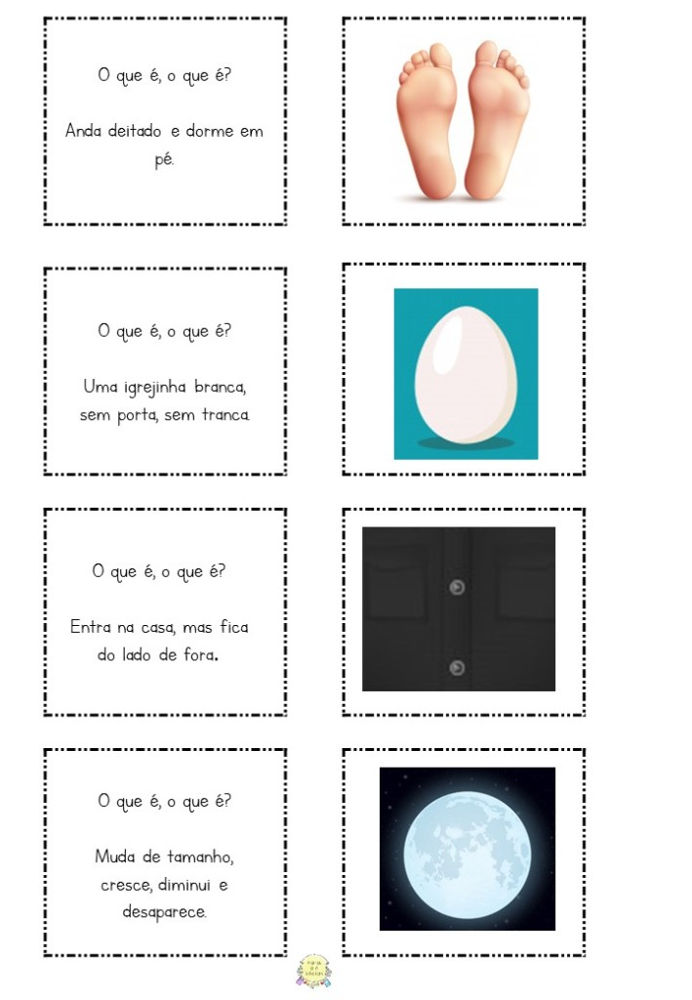 O que é, o que é?
Anda deitado e dorme em
pé.
O que é, o que é?
Uma igrejinha branca,
sem porta, sem tranca.
O que é, o que é?
Entra na casa, mas fica
do lado de fora.
O que é, o que é?
Muda de tamanho,
cresce, diminui e
desaparece.